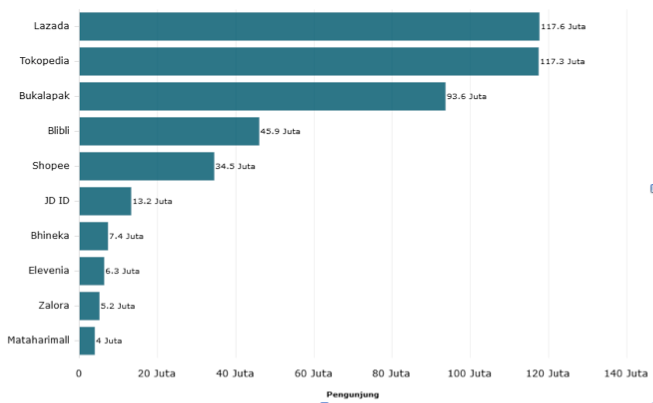 Lazada 117.6 Juta
Tokopedia 117.3 Juta
Bukalapak 93.6 Juta
Blibli 45.9 Juta
Shopee 34.5 Juta
JD ID 13.2 Juta
Bhineka 7.4 Juta
Elevenia 6.3 Juta
Zalora 5.2 Juta
Mataharimall 4 Juta
0 20 Juta 40 Juta 60 Juta 80 Juta 100 Juta 120 Juta 140 Juta
Pengunjung